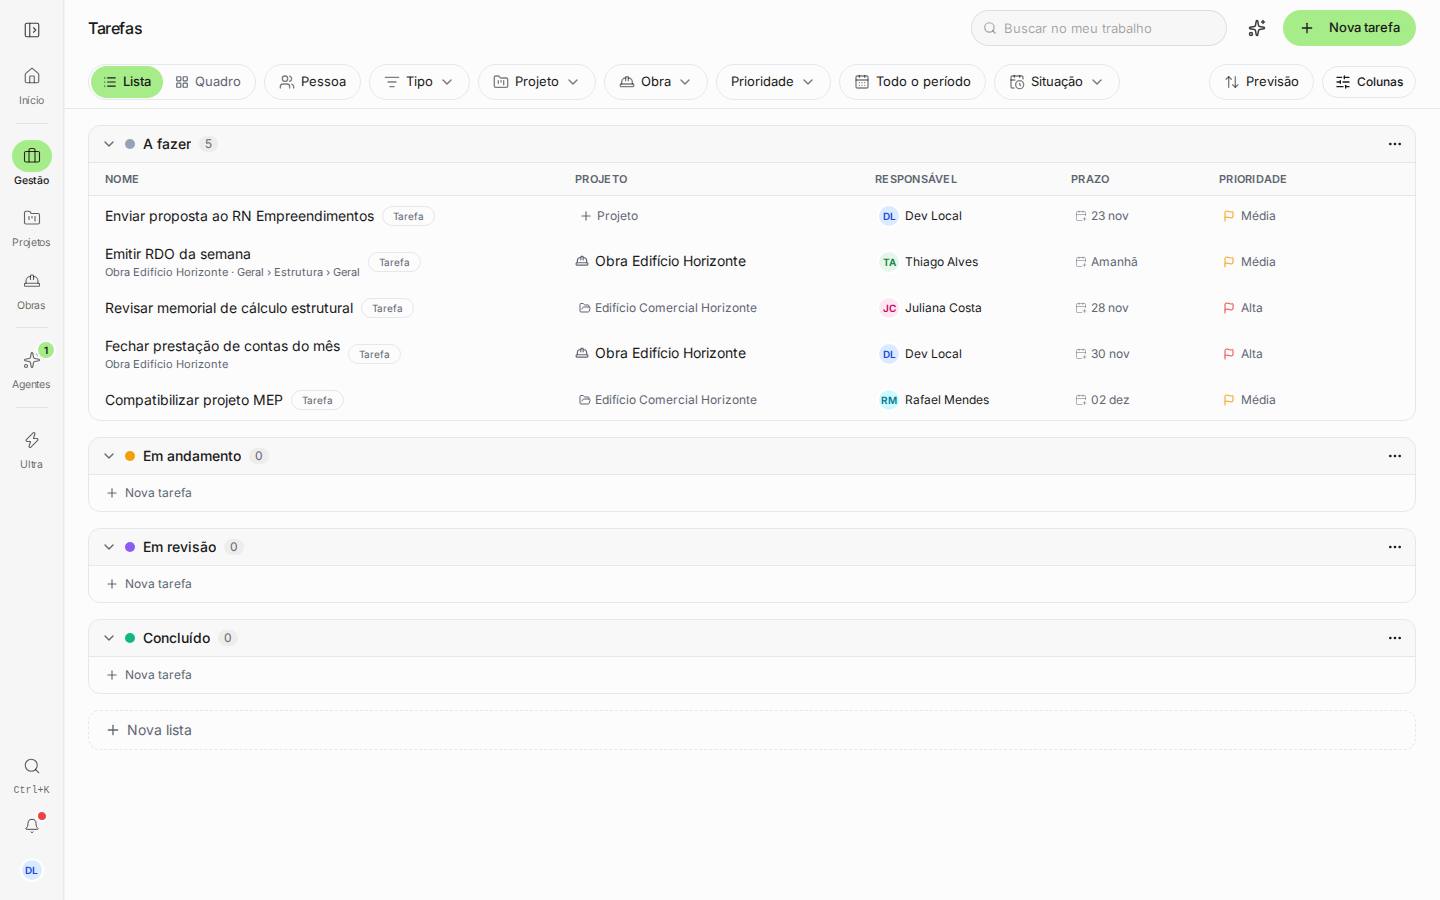 Tarefas
Buscar no meu trabalho
Nova tarefa
Lista
Quadro
Pessoa
Tipo
Projeto
Obra
Prioridade
Todo o período
Situação
Previsão
Colunas
Início
Gestão
Projetos
Obras
1
Agentes
Ultra
Ctrl+K
DL
A fazer 5
NOME PROJETO RESPONSÁVEL PRAZO PRIORIDADE
Enviar proposta ao RN Empreendimentos Tarefa Projeto DL Dev Local 23 nov Média
Emitir RDO da semana
Obra Edifício Horizonte · Geral › Estrutura › Geral
Tarefa Obra Edifício Horizonte TA Thiago Alves Amanhã Média
Revisar memorial de cálculo estrutural Tarefa Edifício Comercial Horizonte JC Juliana Costa 28 nov Alta
Fechar prestação de contas do mês
Obra Edifício Horizonte
Tarefa Obra Edifício Horizonte DL Dev Local 30 nov Alta
Compatibilizar projeto MEP Tarefa Edifício Comercial Horizonte RM Rafael Mendes 02 dez Média
Em andamento 0
Nova tarefa
Em revisão 0
Nova tarefa
Concluído 0
Nova tarefa
Nova lista